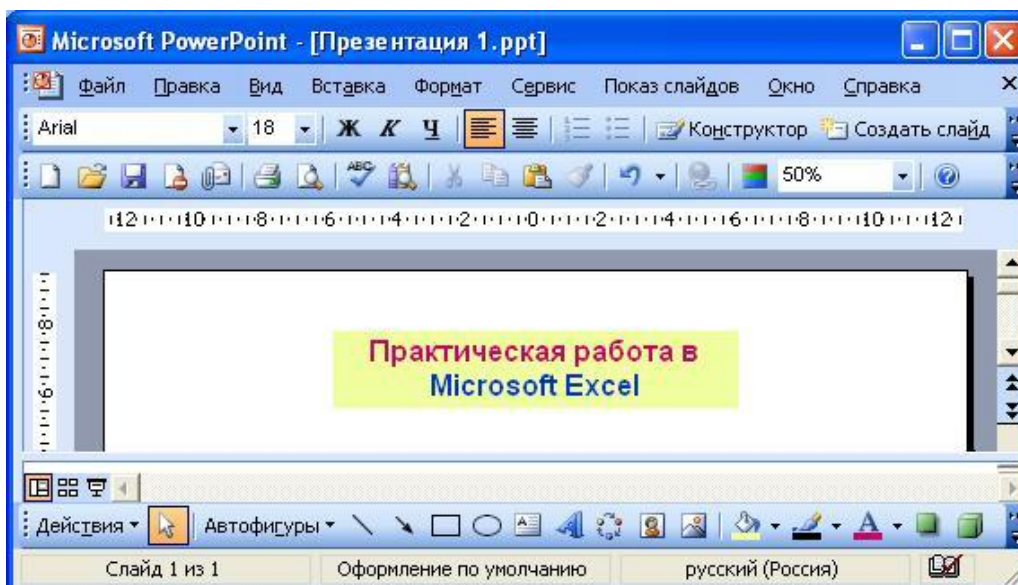 Microsoft PowerPoint - [Презентация 1.ppt]
Файл Правка Вид Вставка Формат Сервис Показ слайдов Окно Справка
Arial 18 Ж К Ч Конструктор Создать слайд
ABC 50%
12 10 8 6 4 2 0 2 4 6 8 10 12
8
6
Практическая работа в
Microsoft Excel
Действия Автофигуры
Слайд 1 из 1 Оформление по умолчанию русский (Россия)